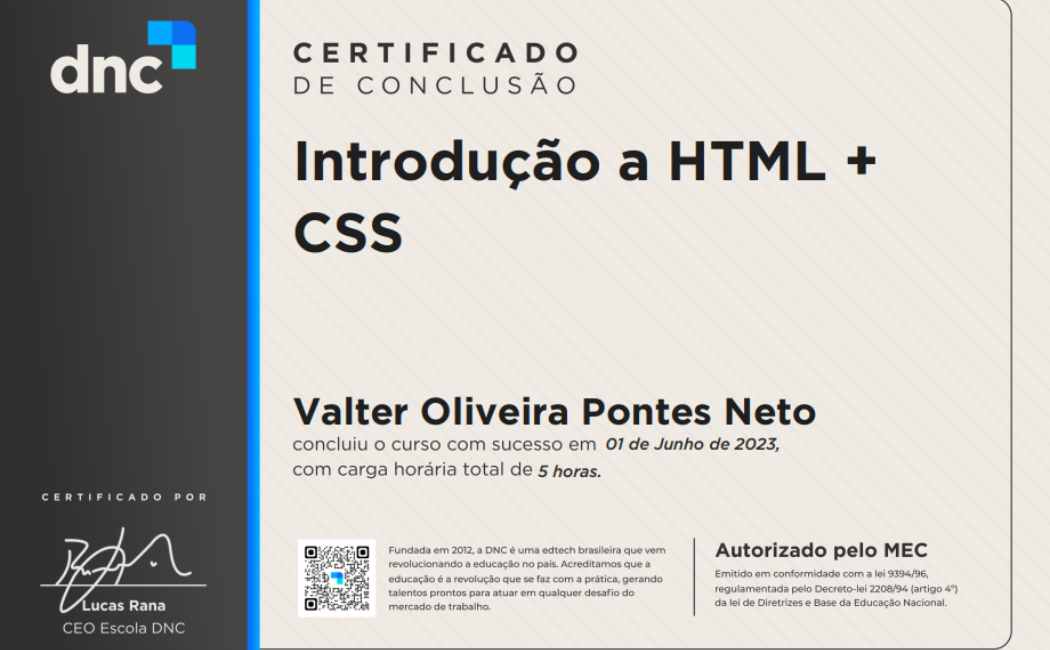 dnc
CERTIFICADO
DE CONCLUSÃO
Introdução a HTML +
CSS
Valter Oliveira Pontes Neto
concluiu o curso com sucesso em 01 de Junho de 2023,
com carga horária total de 5 horas.
CERTIFICADO POR
Lucas Rana
CEO Escola DNC
Fundada em 2012, a DNC é uma edtech brasileira que vem
revolucionando a educação no país. Acreditamos que a
educação é a revolução que se faz com a prática, gerando
talentos prontos para atuar em qualquer desafio do
mercado de trabalho.
Autorizado pelo MEC
Emitido em conformidade com a lei 9394/96,
regulamentada pelo Decreto-lei 2208/94 (artigo 4º)
da lei de Diretrizes e Base da Educação Nacional.